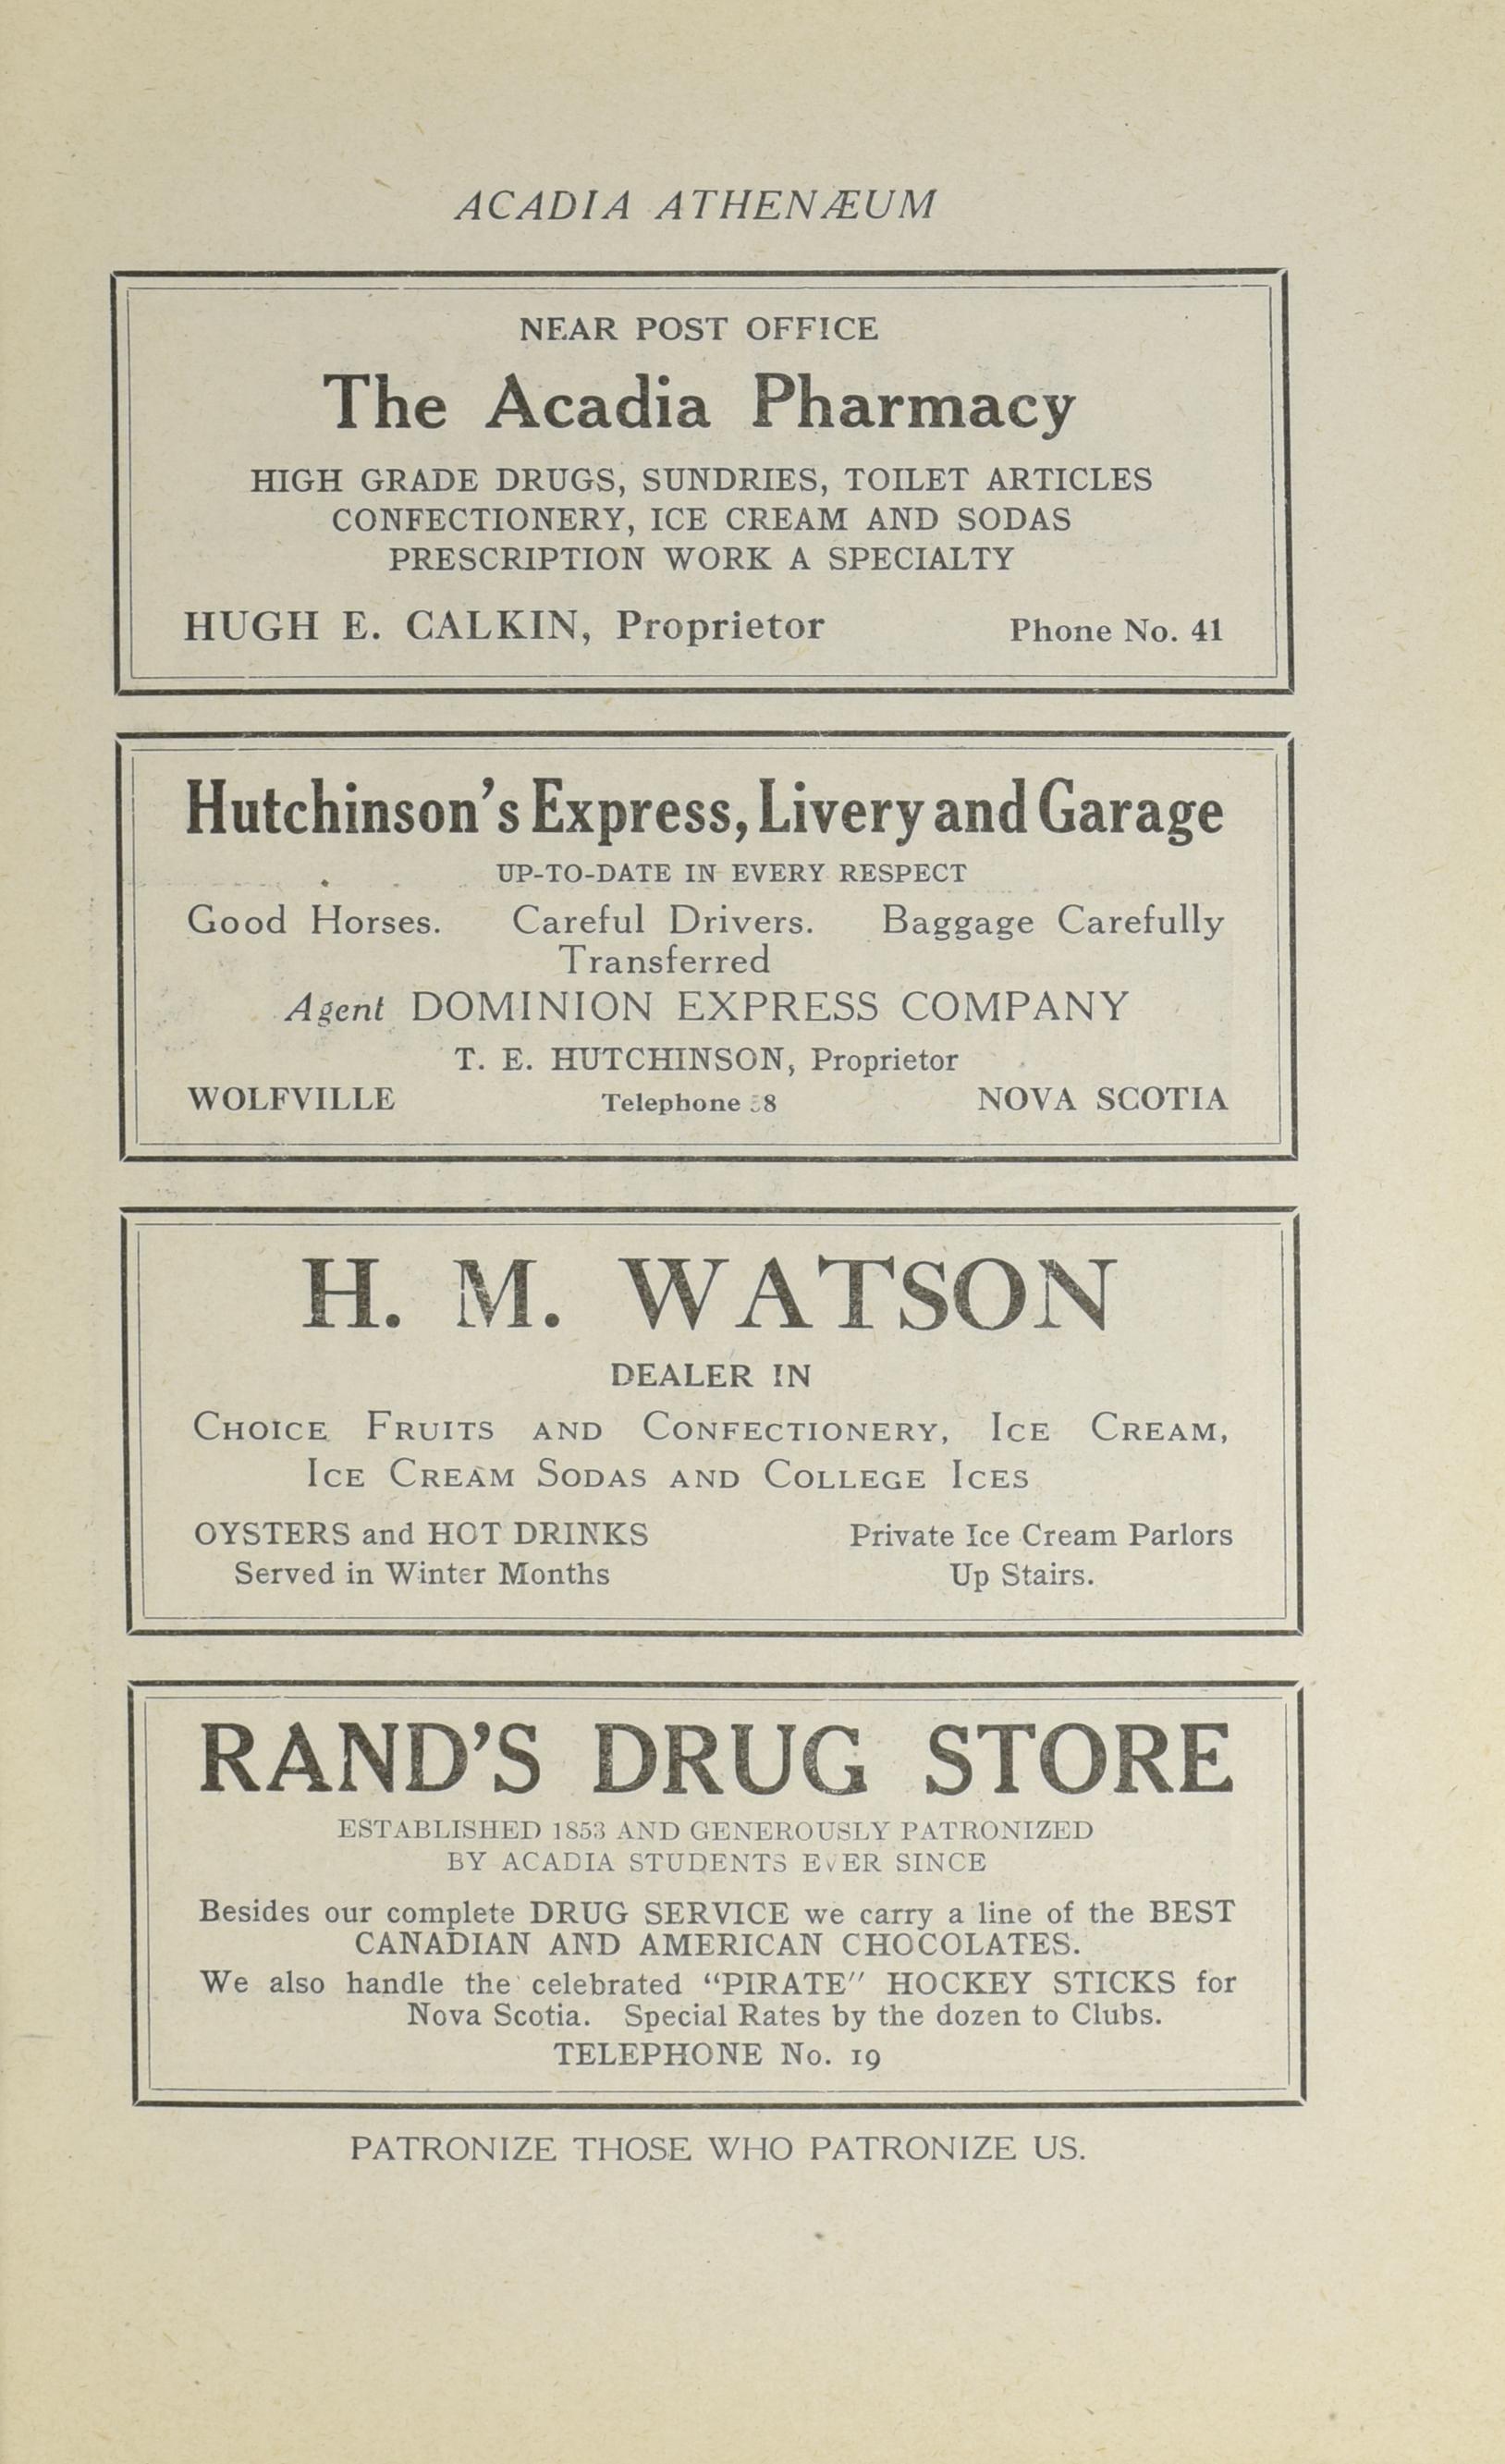 ACADIA ATHENÆUM
NEAR POST OFFICE
The Acadia Pharmacy
HIGH GRADE DRUGS, SUNDRIES, TOILET ARTICLES
CONFECTIONERY, ICE CREAM AND SODAS
PRESCRIPTION WORK A SPECIALTY
HUGH E. CALKIN, Proprietor Phone No. 41
Hutchinson's Express, Livery and Garage
UP-TO-DATE IN EVERY RESPECT
Good Horses. Careful Drivers. Baggage Carefully
Transferred
Agent DOMINION EXPRESS COMPANY
T. E. HUTCHINSON, Proprietor
WOLFVILLE Telephone NOVA SCOTIA
H. M. WATSON
DEALER IN
CHOICE FRUITS AND CONFECTIONERY, ICE CREAM,
ICE CREAM SODAS AND COLLEGE ICES
OYSTERS and HOT DRINKS Private Ice Cream Parlors
Served in Winter Months Up Stairs.
RAND'S DRUG STORE
ESTABLISHED 1853 AND GENEROUSLY PATRONIZED
BY ACADIA STUDENTS EVER SINCE
Besides our complete DRUG SERVICE we carry a line of the BEST
CANADIAN AND AMERICAN CHOCOLATES.
We also handle the celebrated “PIRATE" HOCKEY STICKS for
Nova Scotia. Special Rates by the dozen to Clubs.
TELEPHONE No. 19
PATRONIZE THOSE WHO PATRONIZE US.